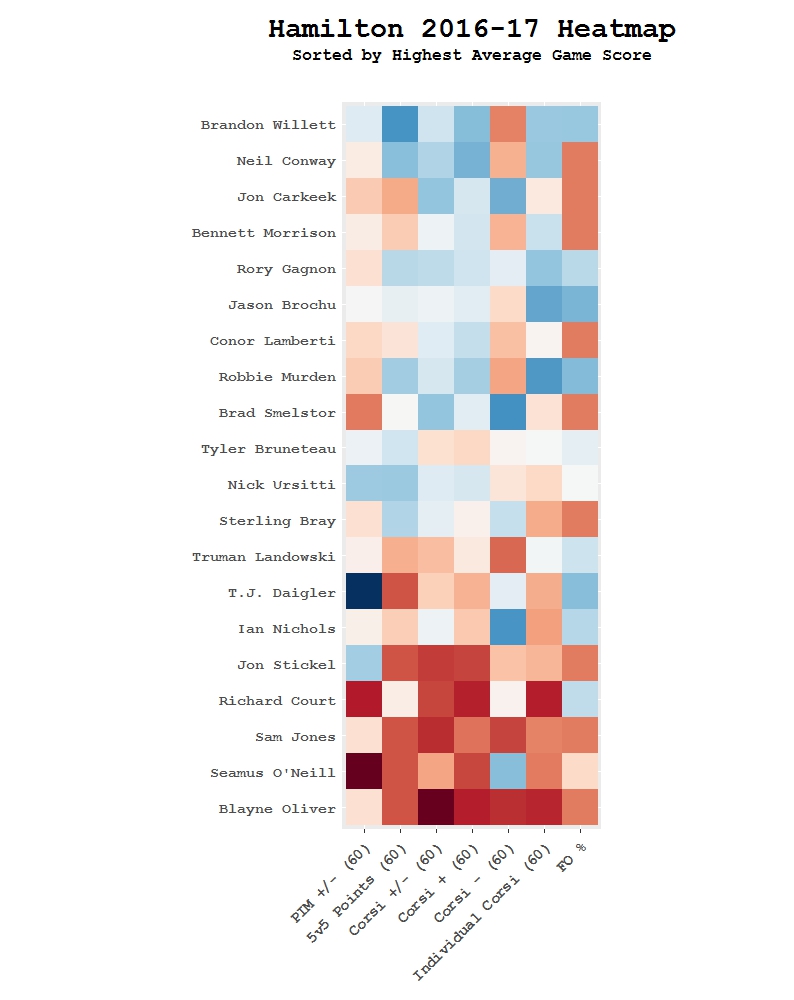 Hamilton 2016-17 Heatmap
Sorted by Highest Average Game Score
Brandon Willett
Neil Conway
Jon Carkeek
Bennett Morrison
Rory Gagnon
Jason Brochu
Conor Lamberti
Robbie Murden
Brad Smelstor
Tyler Bruneteau
Nick Ursitti
Sterling Bray
Truman Landowski
T.J. Daigler
Ian Nichols
Jon Stickel
Richard Court
Sam Jones
Seamus O'Neill
Blayne Oliver
PIM +/- (60)
5v5 Points (60)
Corsi +/- (60)
Corsi + (60)
Corsi - (60)
Individual Corsi (60)
FO %